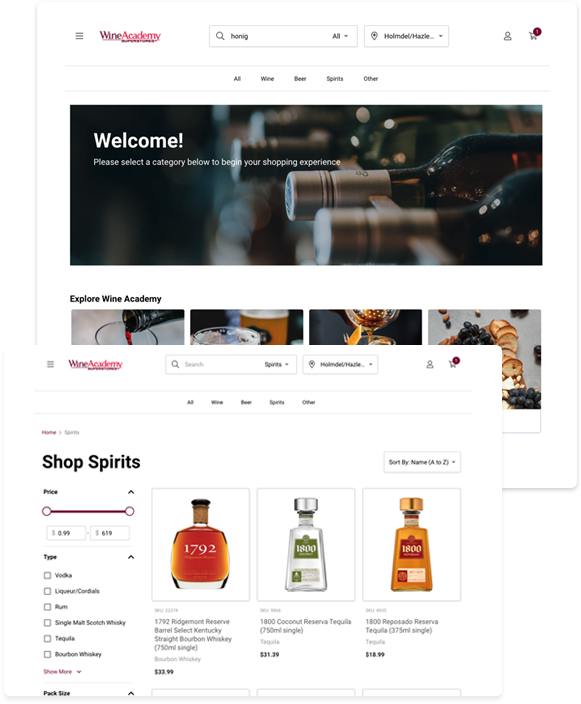 WineAcademy
SUPERSTORES
honig
All
Holmdel/Hazle...
1
All Wine Beer Spirits Other
Welcome!
Please select a category below to begin your shopping experience
Explore Wine Academy
WineAcademy
SUPERSTORES
Search
Spirits
Holmdel/Hazle...
All Wine Beer Spirits Other
Home > Spirits
Shop Spirits
Sort By: Name (A to Z)
Price
$ 0.99 - $ 619
Type
Vodka
Liqueur/Cordials
Rum
Single Malt Scotch Whisky
Tequila
Bourbon Whiskey
Show More
Pack Size
1792
SKU 22374
1792 Ridgemont Reserve
Barrel Select Kentucky
Straight Bourbon Whiskey
(750ml single)
Bourbon Whiskey
$33.99
1800
1800 Coconut Reserva Tequila
(750ml single)
Tequila
$31.39
1800
1800 Reposado Reserva
Tequila (375ml single)
Tequila
$18.99